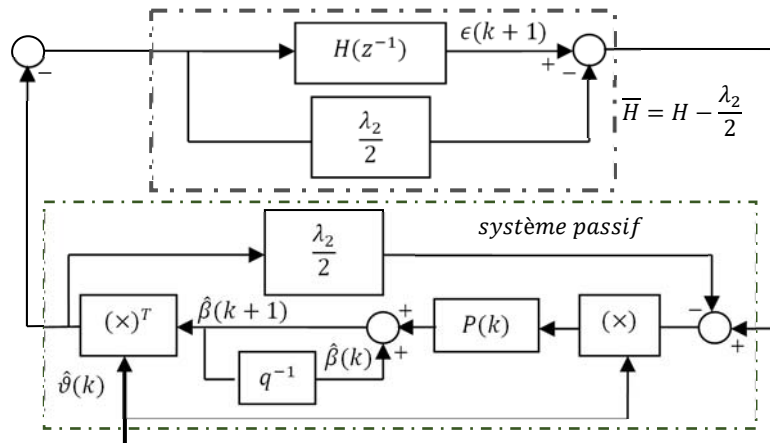 H(z⁻¹)
ϵ(k + 1)
+
−
−
λ₂/2
H̅ = H − λ₂/2
λ₂/2
système passif
(×)ᵀ
β̂(k + 1)
+
P(k)
(×)
−
+
+
β̂(k)
q⁻¹
ϑ̂(k)